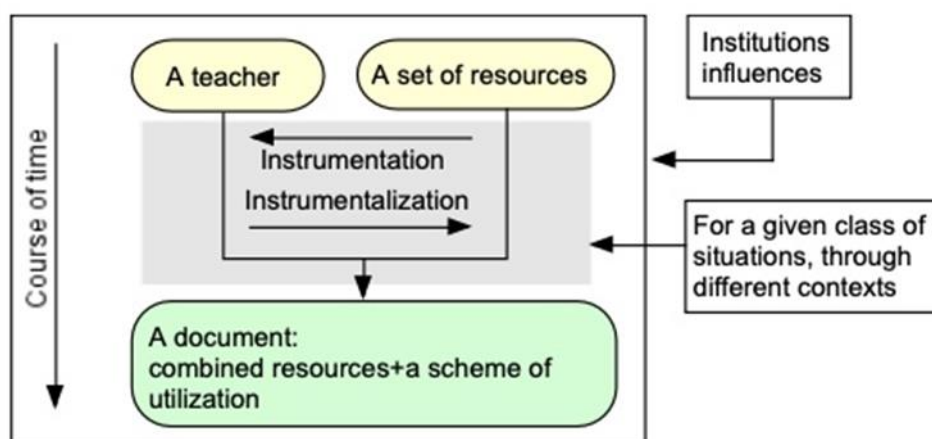 A teacher
A set of resources
Institutions
influences
Course of time
Instrumentation
Instrumentalization
For a given class of
situations, through
different contexts
A document:
combined resources+a scheme of
utilization